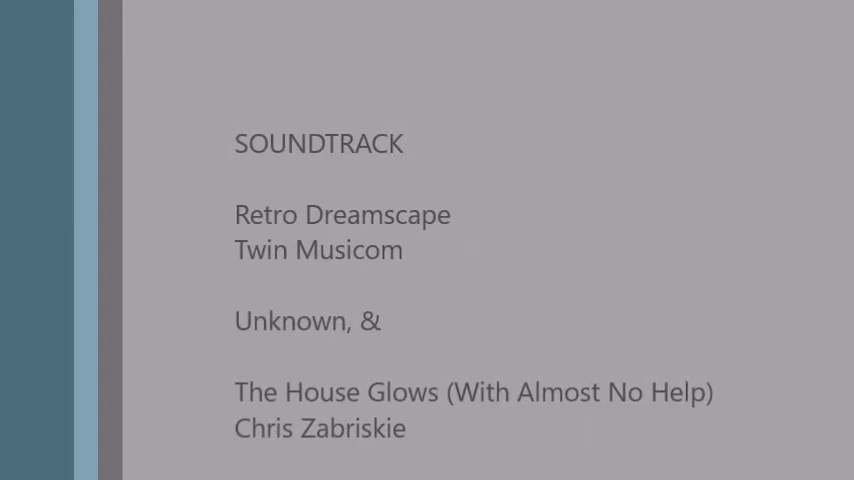 SOUNDTRACK
Retro Dreamscape
Twin Musicom
Unknown, &
The House Glows (With Almost No Help)
Chris Zabriskie